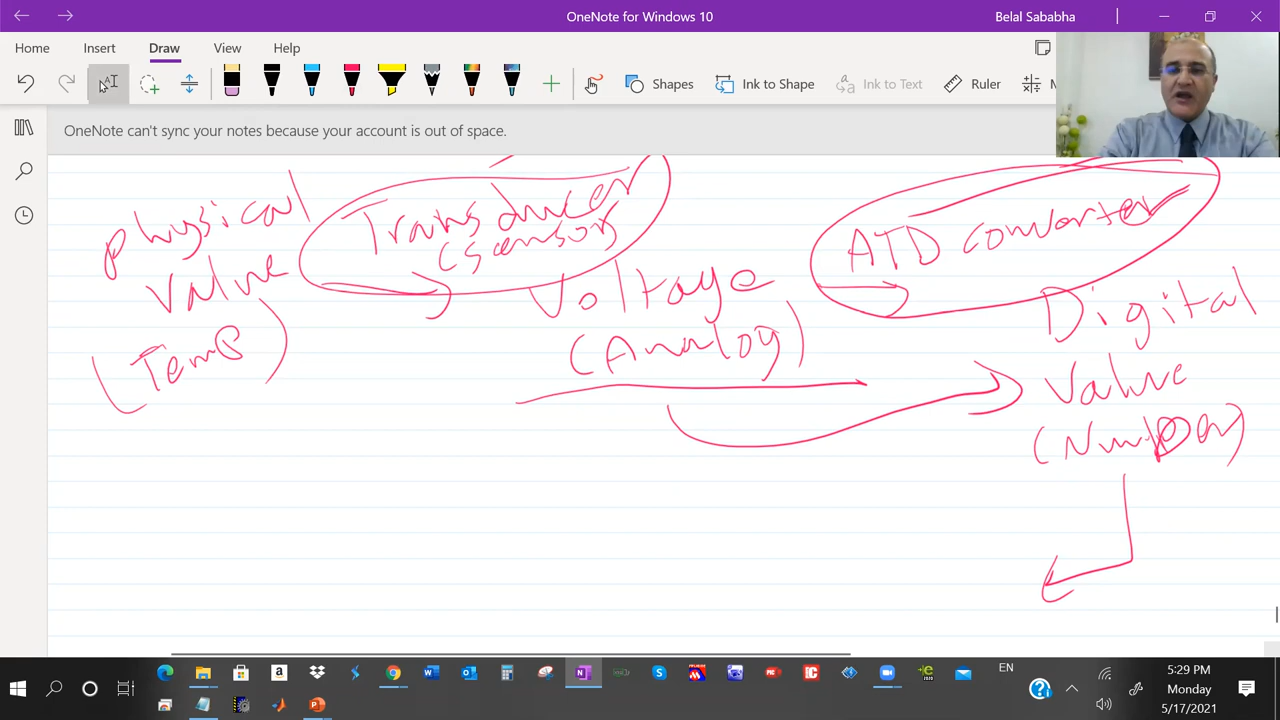 OneNote for Windows 10
Belal Sababha
Home Insert Draw View Help
Shapes Ink to Shape Ink to Text Ruler M
OneNote can't sync your notes because your account is out of space.
physical
value
(Temp)
Transducer
(sensor
Voltage
(Analog)
ATD converter
Digital
Value
(Number)
EN
5:29 PM
Monday
5/17/2021